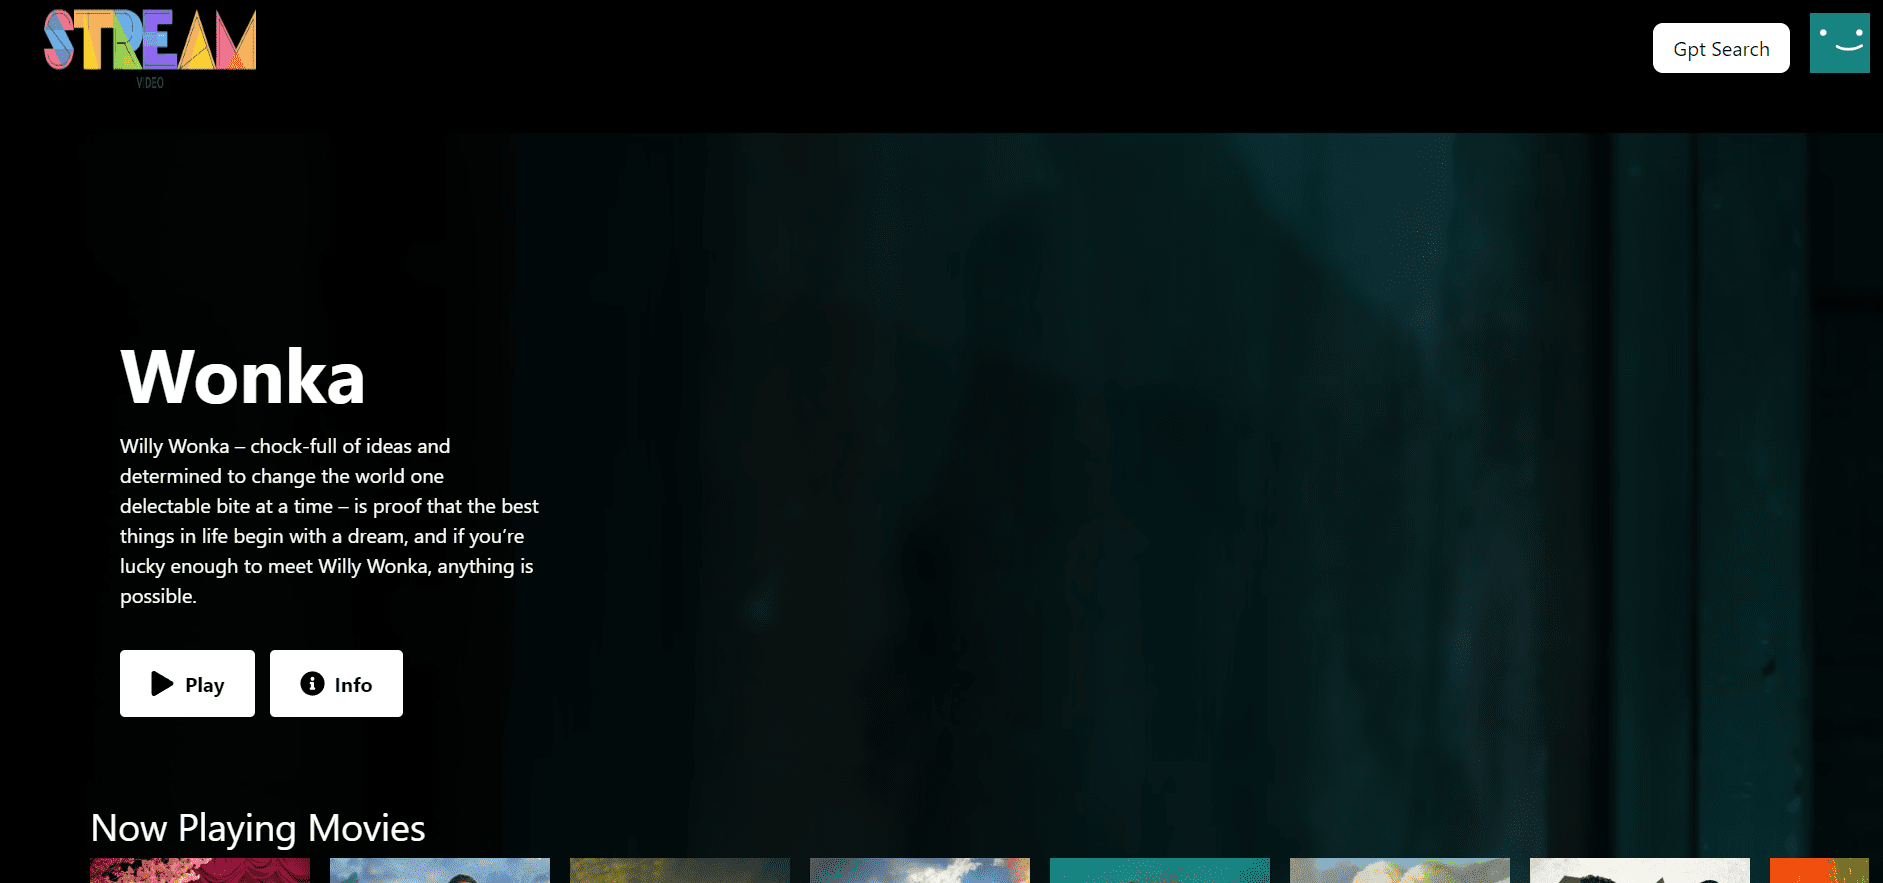 STREAM
VIDEO
Gpt Search
Wonka
Willy Wonka – chock-full of ideas and
determined to change the world one
delectable bite at a time – is proof that the best
things in life begin with a dream, and if you’re
lucky enough to meet Willy Wonka, anything is
possible.
Play
Info
Now Playing Movies